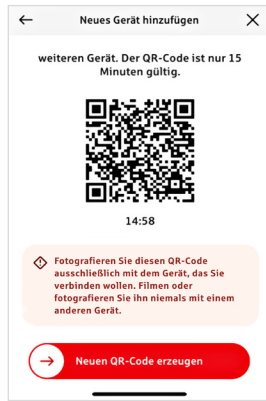 Neues Gerät hinzufügen
weiteren Gerät. Der QR-Code ist nur 15
Minuten gültig.
14:58
Fotografieren Sie diesen QR-Code
ausschließlich mit dem Gerät, das Sie
verbinden wollen. Filmen oder
fotografieren Sie ihn niemals mit einem
anderen Gerät.
Neuen QR-Code erzeugen